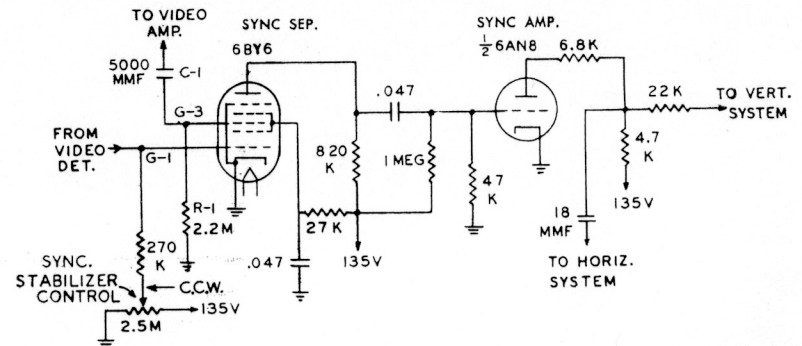 TO VIDEO
AMP.
SYNC SEP.
6BY6
SYNC AMP.
½ 6AN8
6.8K
5000
MMF
C-1
.047
22K
TO VERT.
SYSTEM
G-3
FROM
VIDEO
DET.
G-1
820
K
1 MEG
47
K
4.7
K
135V
R-1
2.2M
27K
18
MMF
270
K
.047
135V
TO HORIZ.
SYSTEM
SYNC.
STABILIZER
CONTROL
C.C.W.
135V
2.5M